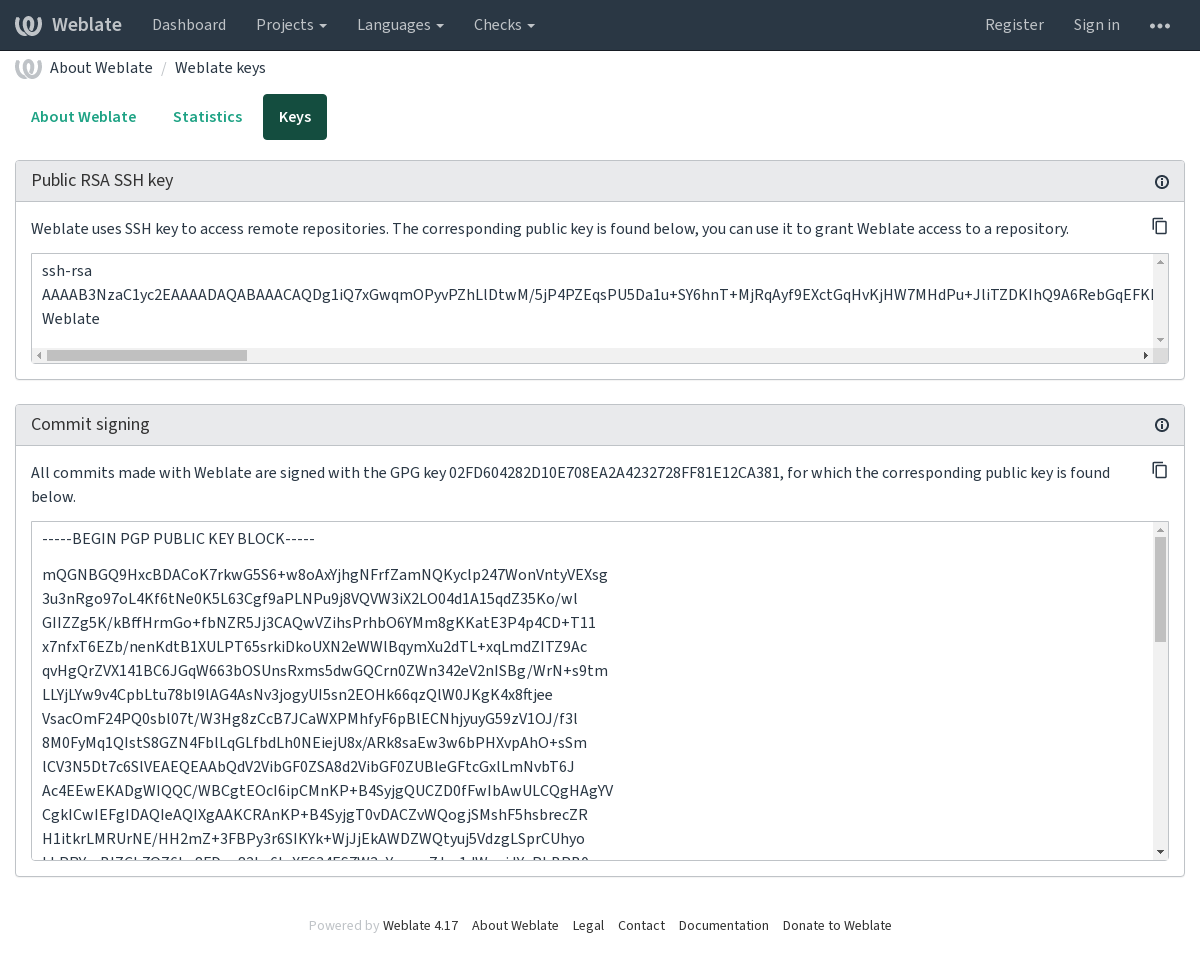 Weblate Dashboard Projects Languages Checks Register Sign in
About Weblate / Weblate keys
About Weblate Statistics Keys
Public RSA SSH key
Weblate uses SSH key to access remote repositories. The corresponding public key is found below, you can use it to grant Weblate access to a repository.
ssh-rsa
AAAAB3NzaC1yc2EAAAADAQABAAACAQDg1iQ7xGwqmOPyvPZhLlDtwM/5jP4PZEqsPU5Da1u+SY6hnT+MjRqAyf9EXctGqHvKjHW7MHdPu+JliTZDKIhQ9A6RebGqEFKI
Weblate
Commit signing
All commits made with Weblate are signed with the GPG key 02FD604282D10E708EA2A4232728FF81E12CA381, for which the corresponding public key is found
below.
-----BEGIN PGP PUBLIC KEY BLOCK-----
mQGNBGQ9HxcBDACoK7rkwG5S6+w8oAxYjhgNFrfZamNQKyclp247WonVntyVEXsg
3u3nRgo97oL4Kf6tNe0K5L63Cgf9aPLNPu9j8VQVW3iX2LO04d1A15qdZ35Ko/wl
GIIZZg5K/kBffHrmGo+fbNZR5Jj3CAQwVZihsPrhbO6YMm8gKKatE3P4p4CD+T11
x7nfxT6EZb/nenKdtB1XULPT65srkiDkoUXN2eWWlBqymXu2dTL+xqLmdZITZ9Ac
qvHgQrZVX141BC6JGqW663bOSUnsRxms5dwGQCrn0ZWn342eV2nISBg/WrN+s9tm
LLYjLYw9v4CpbLtu78bl9lAG4AsNv3jogyUI5sn2EOHk66qzQlW0JKgK4x8ftjee
VsacOmF24PQ0sbl07t/W3Hg8zCcB7JCaWXPMhfyF6pBlECNhjyuyG59zV1OJ/f3l
8M0FyMq1QIstS8GZN4FblLqGLfbdLh0NEiejU8x/ARk8saEw3w6bPHXvpAhO+sSm
lCV3N5Dt7c6SlVEAEQEAAbQdV2VibGF0ZSA8d2VibGF0ZUBleGFtcGxlLmNvbT6J
Ac4EEwEKADgWIQQC/WBCgtEOcI6ipCMnKP+B4SyjgQUCZD0fFwIbAwULCQgHAgYV
CgkICwIEFgIDAQIeAQIXgAAKCRAnKP+B4SyjgT0vDACZvWQogjSMshF5hsbrecZR
H1itkrLMRUrNE/HH2mZ+3FBPy3r6SIKYk+WjJjEkAWDZWQtyuj5VdzgLSprCUhyo
Powered by Weblate 4.17 About Weblate Legal Contact Documentation Donate to Weblate